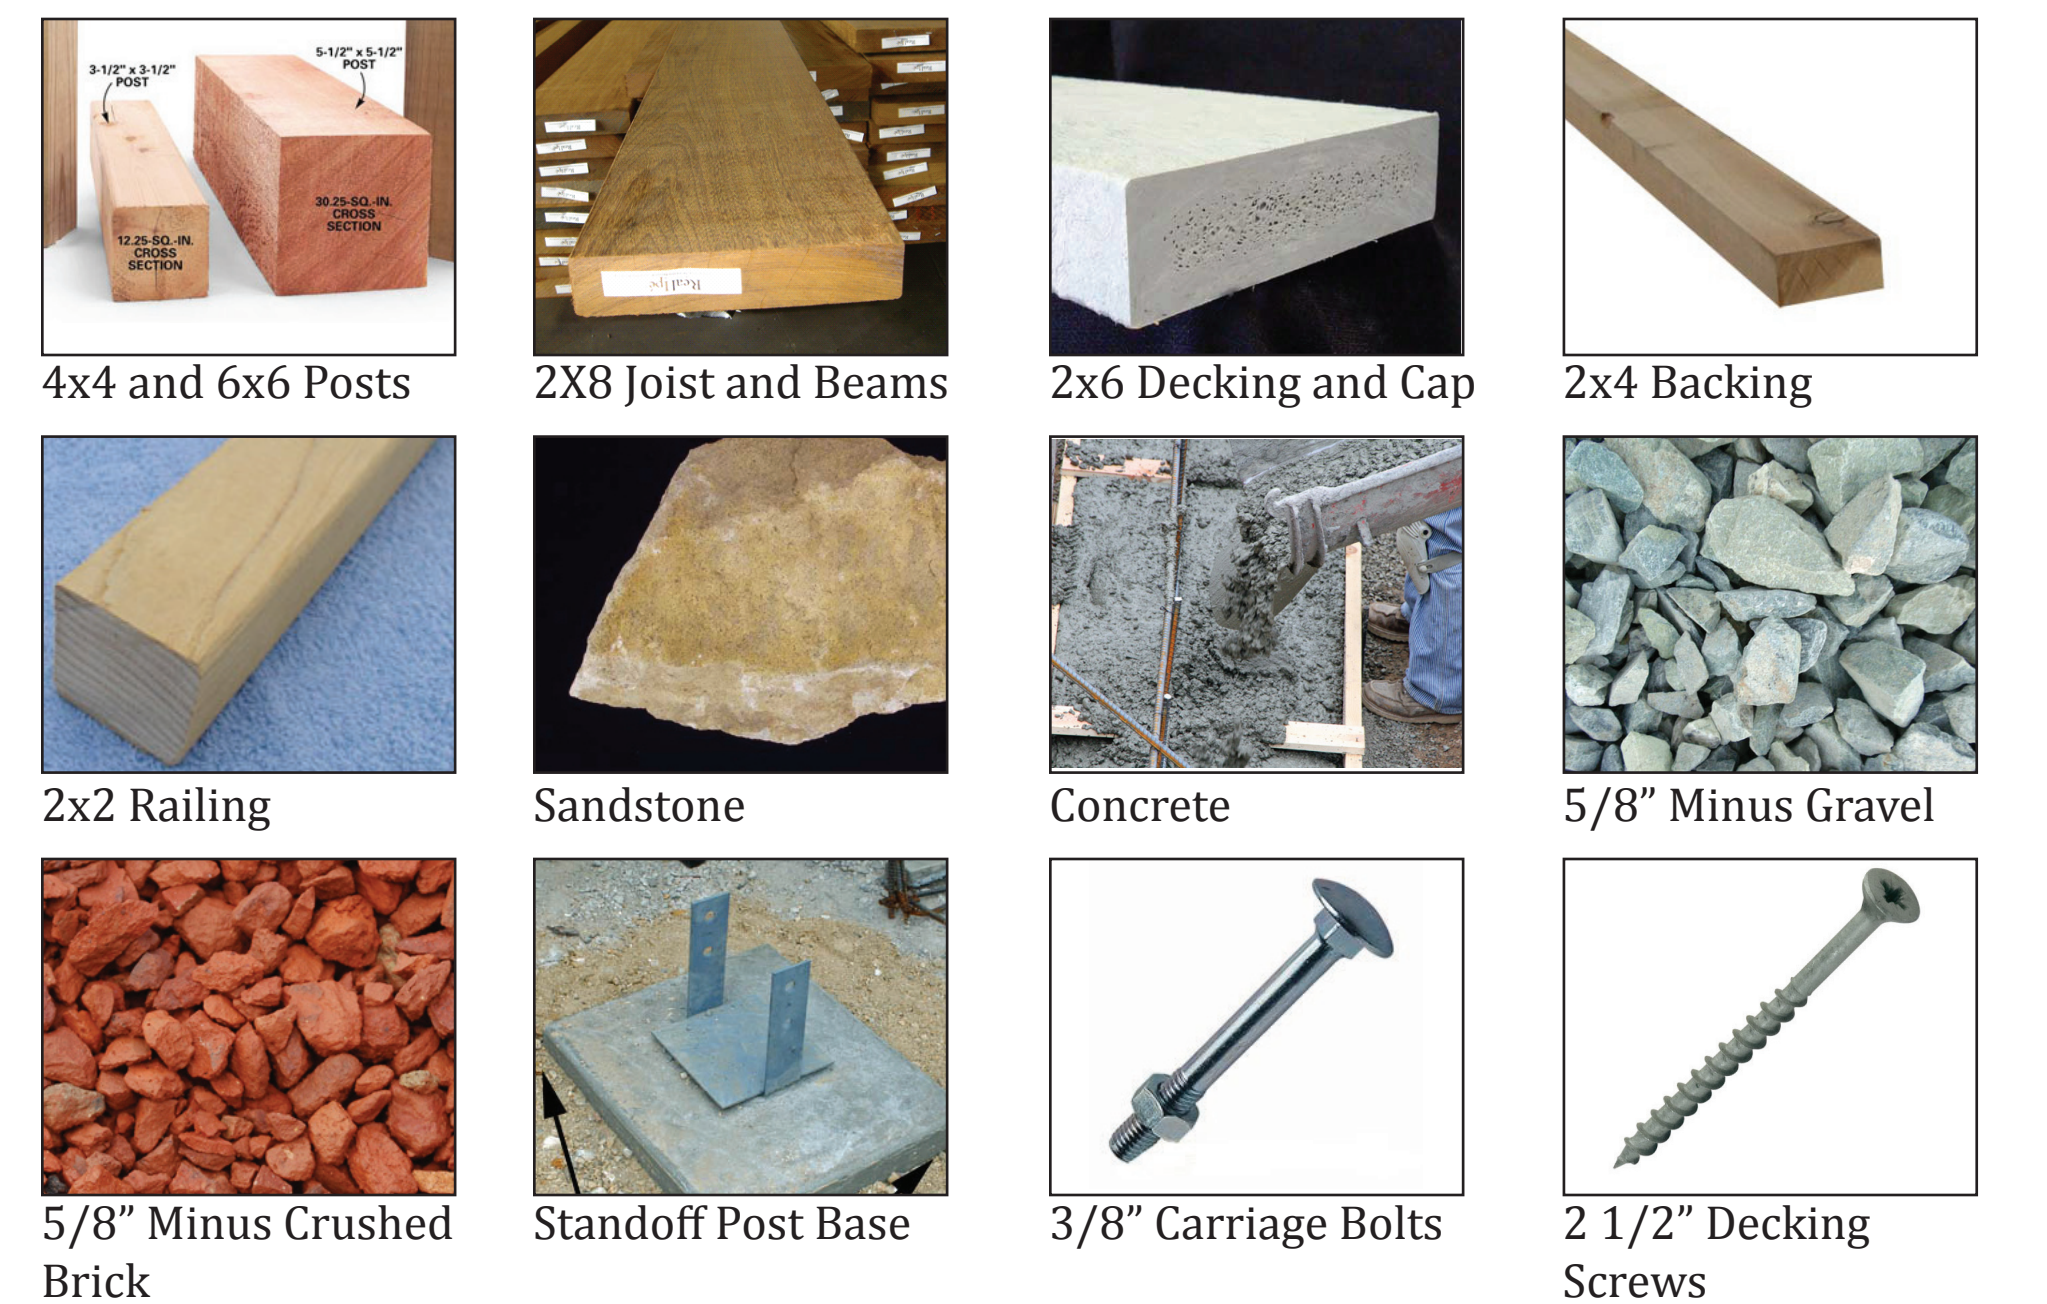 3-1/2" x 3-1/2"
POST
5-1/2" x 5-1/2"
POST
12.25-SQ.-IN.
CROSS
SECTION
30.25-SQ.-IN.
CROSS
SECTION
RealIpé
4x4 and 6x6 Posts
2X8 Joist and Beams
2x6 Decking and Cap
2x4 Backing
2x2 Railing
Sandstone
Concrete
5/8” Minus Gravel
5/8” Minus Crushed
Brick
Standoff Post Base
3/8” Carriage Bolts
2 1/2” Decking
Screws